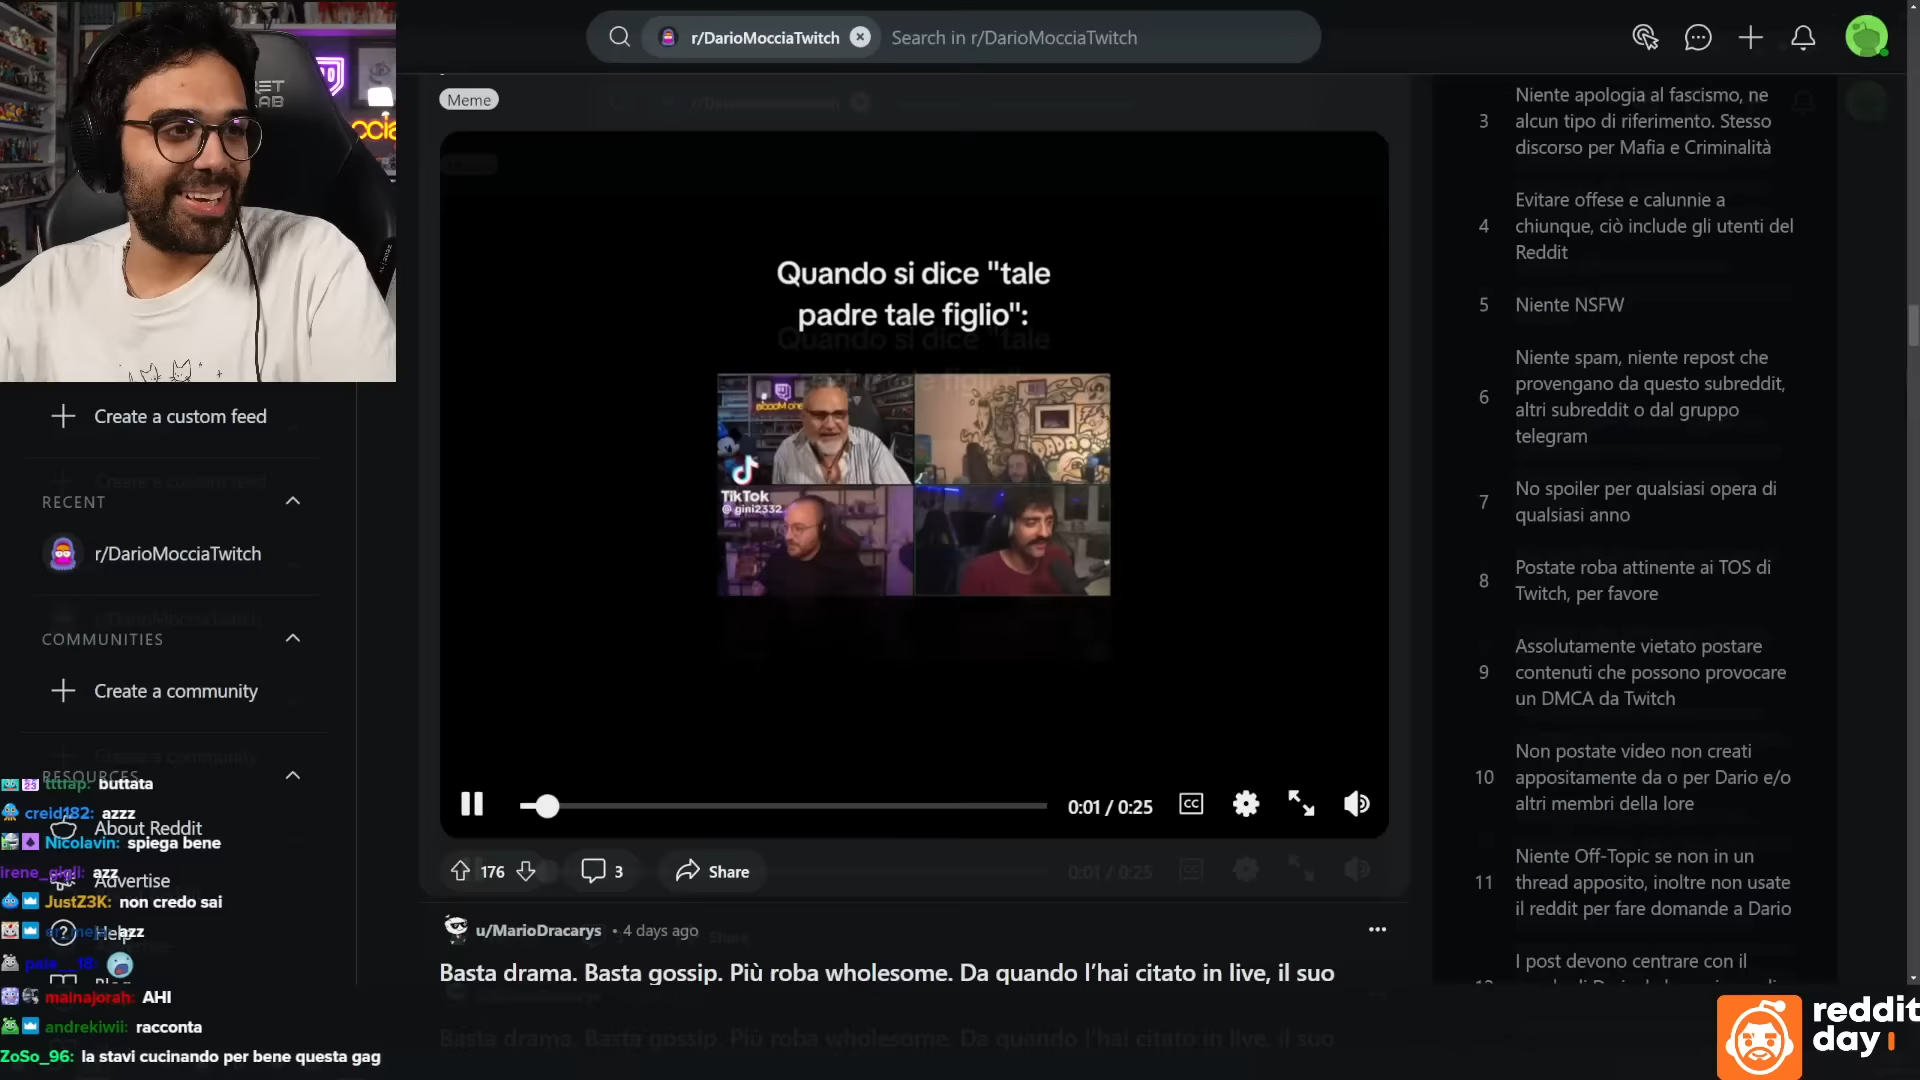 r/DarioMocciaTwitch
Search in r/DarioMocciaTwitch
Meme
Quando si dice "tale
padre tale figlio":
TikTok
@gini2332
0:01 / 0:25
CC
176
3
Share
u/MarioDracarys
• 4 days ago
Basta drama. Basta gossip. Più roba wholesome. Da quando l'hai citato in live, il suo
Create a custom feed
RECENT
r/DarioMocciaTwitch
COMMUNITIES
Create a community
RESOURCES
About Reddit
Advertise
Help
tttrap: buttata
creid182: azzz
Nicolavin: spiega bene
irene_gigli: azz
JustZ3K: non credo sai
azz
mainajorah: AHI
andrekiwii: racconta
ZoSo_96: la stavi cucinando per bene questa gag
3
Niente apologia al fascismo, ne
alcun tipo di riferimento. Stesso
discorso per Mafia e Criminalità
4
Evitare offese e calunnie a
chiunque, ciò include gli utenti del
Reddit
5
Niente NSFW
6
Niente spam, niente repost che
provengano da questo subreddit,
altri subreddit o dal gruppo
telegram
7
No spoiler per qualsiasi opera di
qualsiasi anno
8
Postate roba attinente ai TOS di
Twitch, per favore
9
Assolutamente vietato postare
contenuti che possono provocare
un DMCA da Twitch
10
Non postate video non creati
appositamente da o per Dario e/o
altri membri della lore
11
Niente Off-Topic se non in un
thread apposito, inoltre non usate
il reddit per fare domande a Dario
I post devono centrare con il
reddit
day